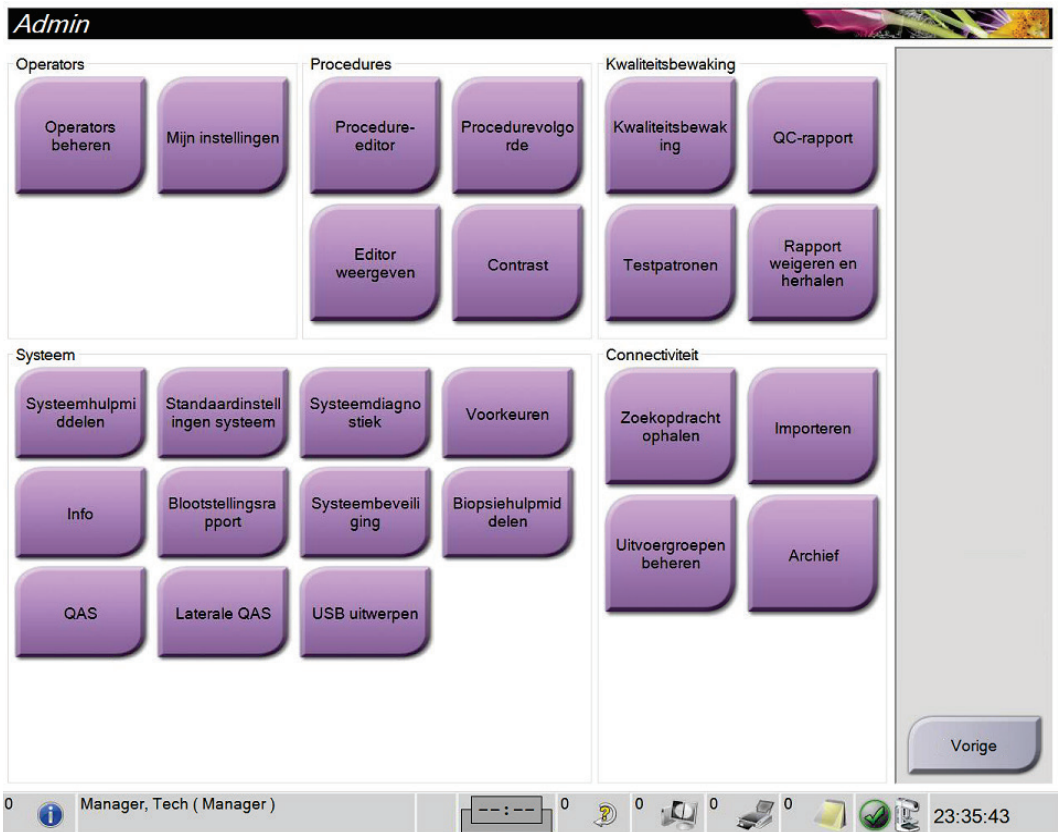 Admin
Operators
Operators
beheren
Mijn instellingen
Procedures
Procedure-
editor
Procedurevolgo
rde
Editor
weergeven
Contrast
Kwaliteitsbewaking
Kwaliteitsbewak
ing
QC-rapport
Testpatronen
Rapport
weigeren en
herhalen
Systeem
Systeemhulpmi
ddelen
Standaardinstell
ingen systeem
Systeemdiagno
stiek
Voorkeuren
Info
Blootstellingsra
pport
Systeembeveili
ging
Biopsiehulpmid
delen
QAS
Laterale QAS
USB uitwerpen
Connectiviteit
Zoekopdracht
ophalen
Importeren
Uitvoergroepen
beheren
Archief
Vorige
0
Manager, Tech ( Manager )
--:--
0
0
0
0
23:35:43